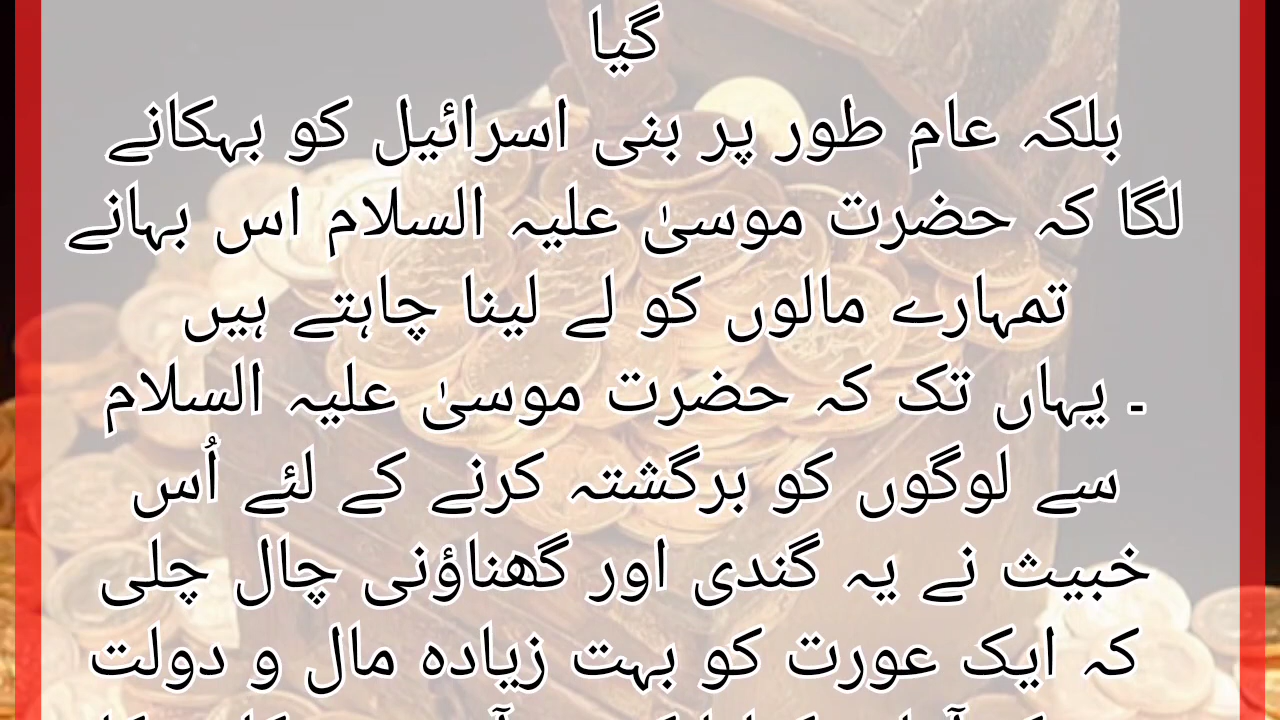 گیا
بلکہ عام طور پر بنی اسرائیل کو بہکانے
لگا کہ حضرت موسیٰ علیہ السلام اس بہانے
تمہارے مالوں کو لے لینا چاہتے ہیں
۔ یہاں تک کہ حضرت موسیٰ علیہ السلام
سے لوگوں کو برگشتہ کرنے کے لئے اُس
خبیث نے یہ گندی اور گھناؤنی چال چلی
کہ ایک عورت کو بہت زیادہ مال و دولت